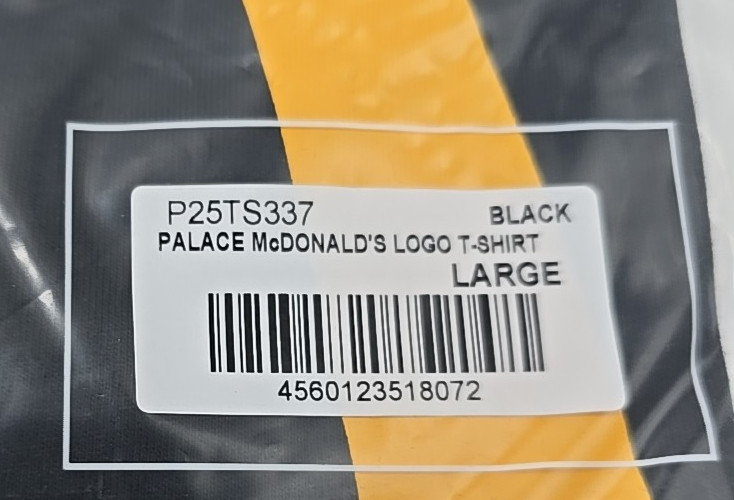 P25TS337 BLACK
PALACE McDONALD'S LOGO T-SHIRT
LARGE
4560123518072